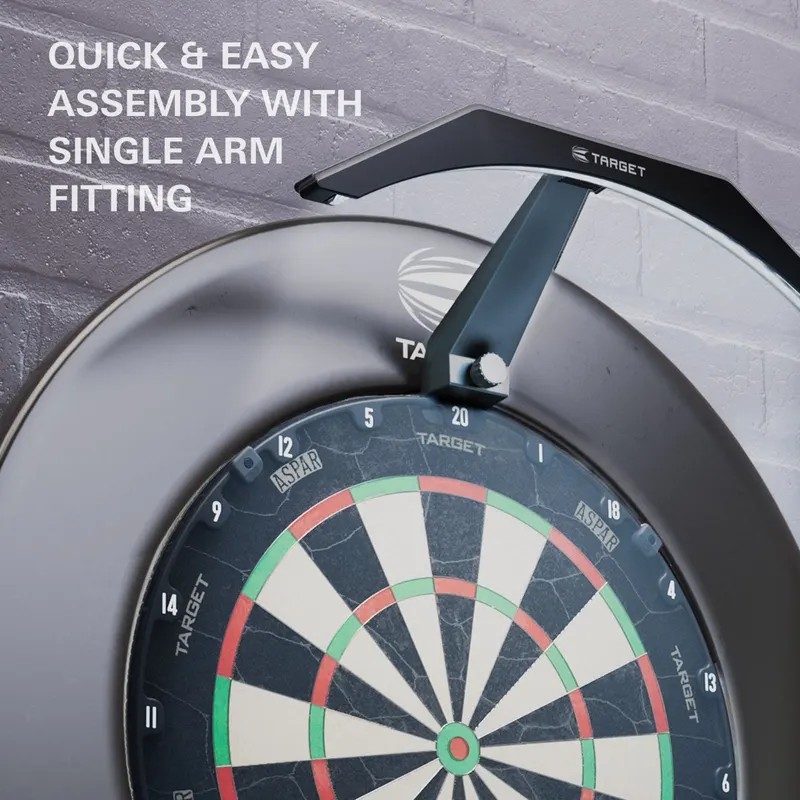 QUICK & EASY
ASSEMBLY WITH
SINGLE ARM
FITTING
TARGET
TA
5
20
1
12
TARGET
18
ASPAR
ASPAR
9
4
14
TARGET
TARGET
13
11
6